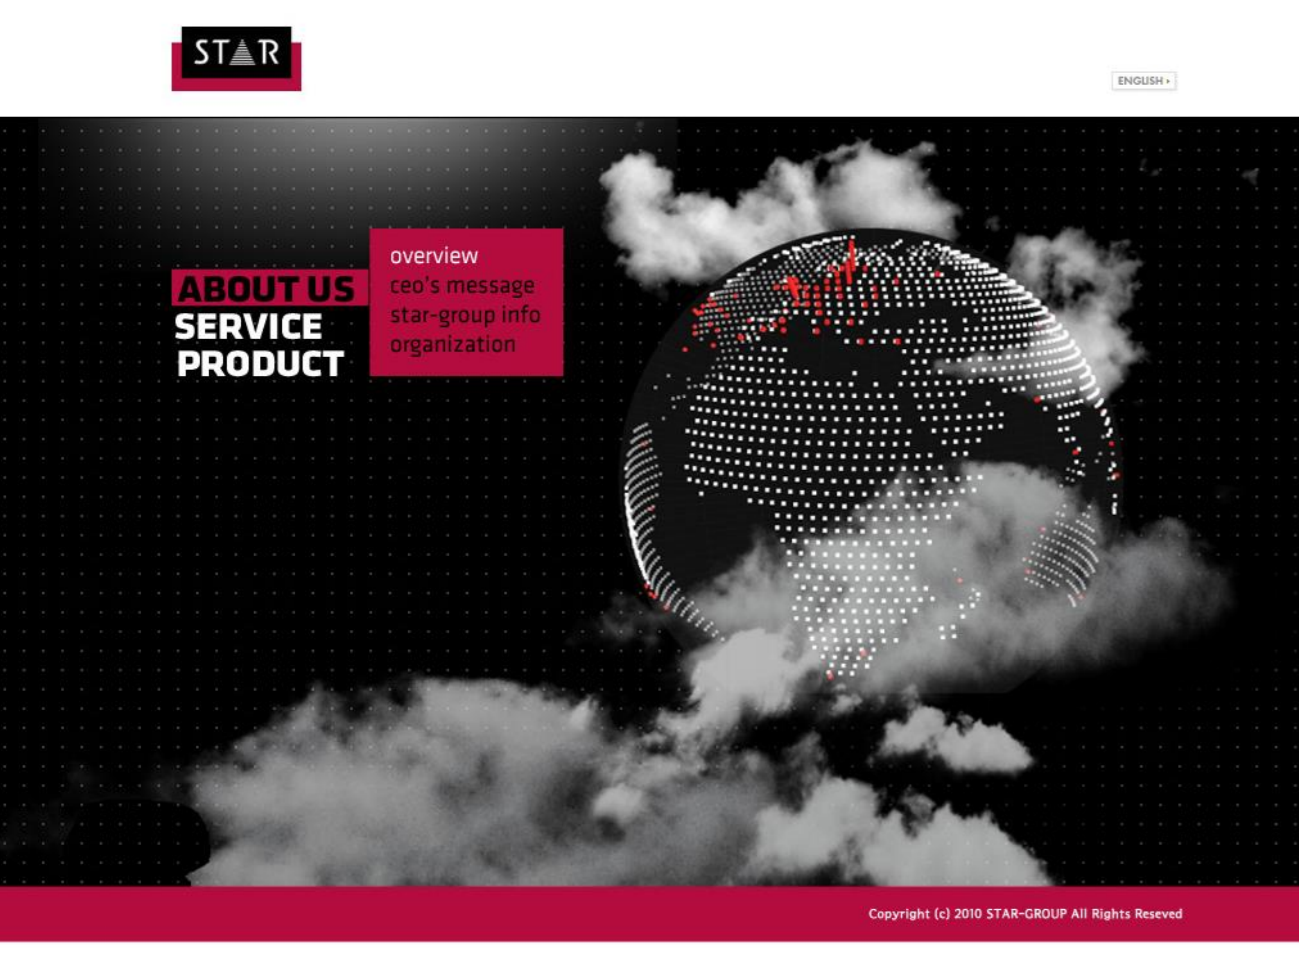 STAR
ENGLISH
overview
ABOUT US
ceo's message
SERVICE
star-group info
PRODUCT
organization
Copyright (c) 2010 STAR-GROUP All Rights Reseved